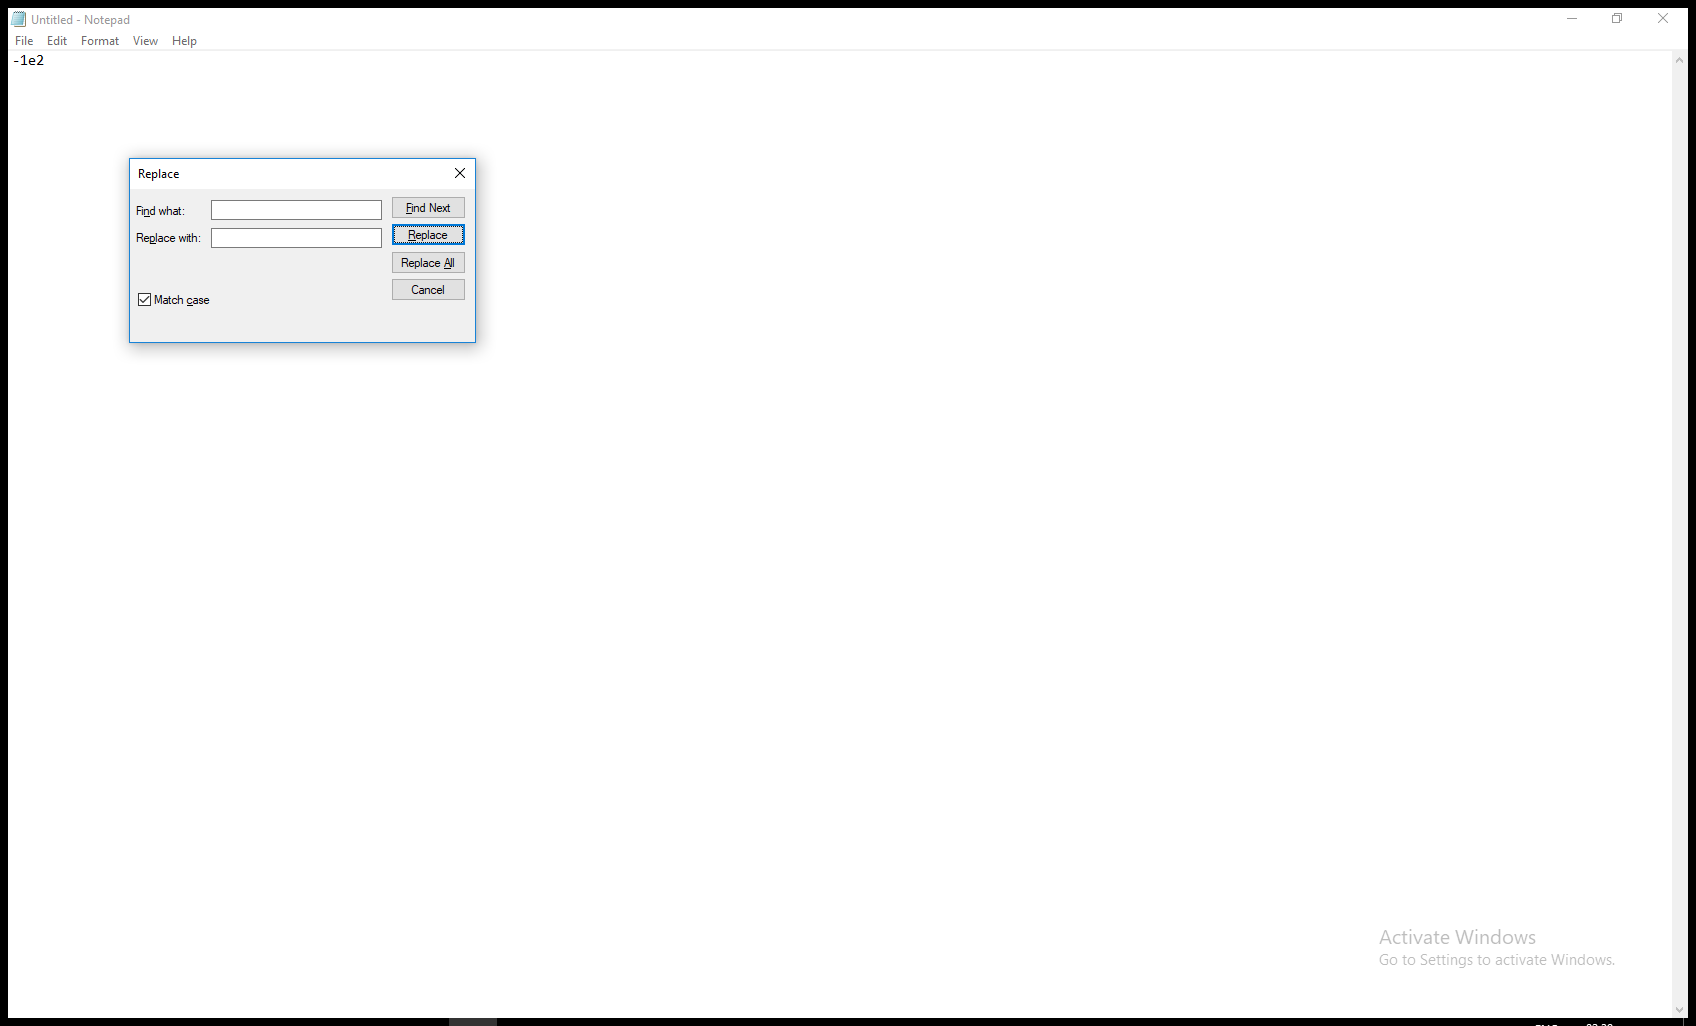 Untitled - Notepad
File Edit Format View Help
-1e2
Replace
Find what:
Find Next
Replace with:
Replace
Replace All
Cancel
Match case
Activate Windows
Go to Settings to activate Windows.